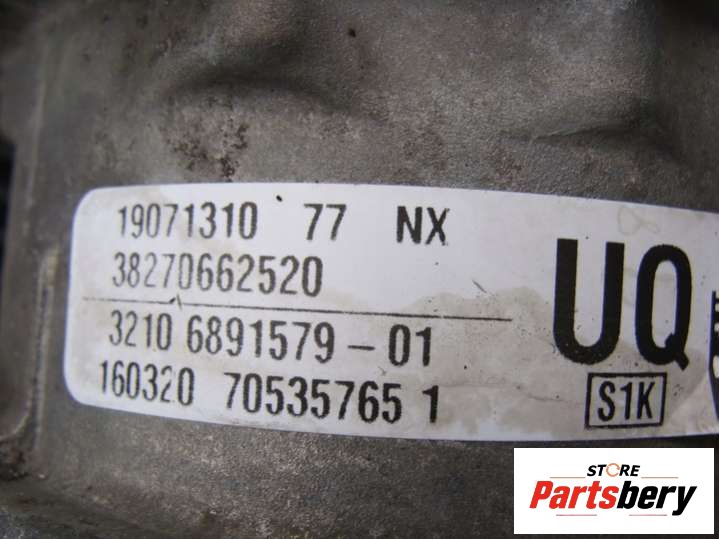 19071310 77 NX
38270662520
3210 6891579-01
160320 70535765 1
UQ
S1K
STORE
Partsbery